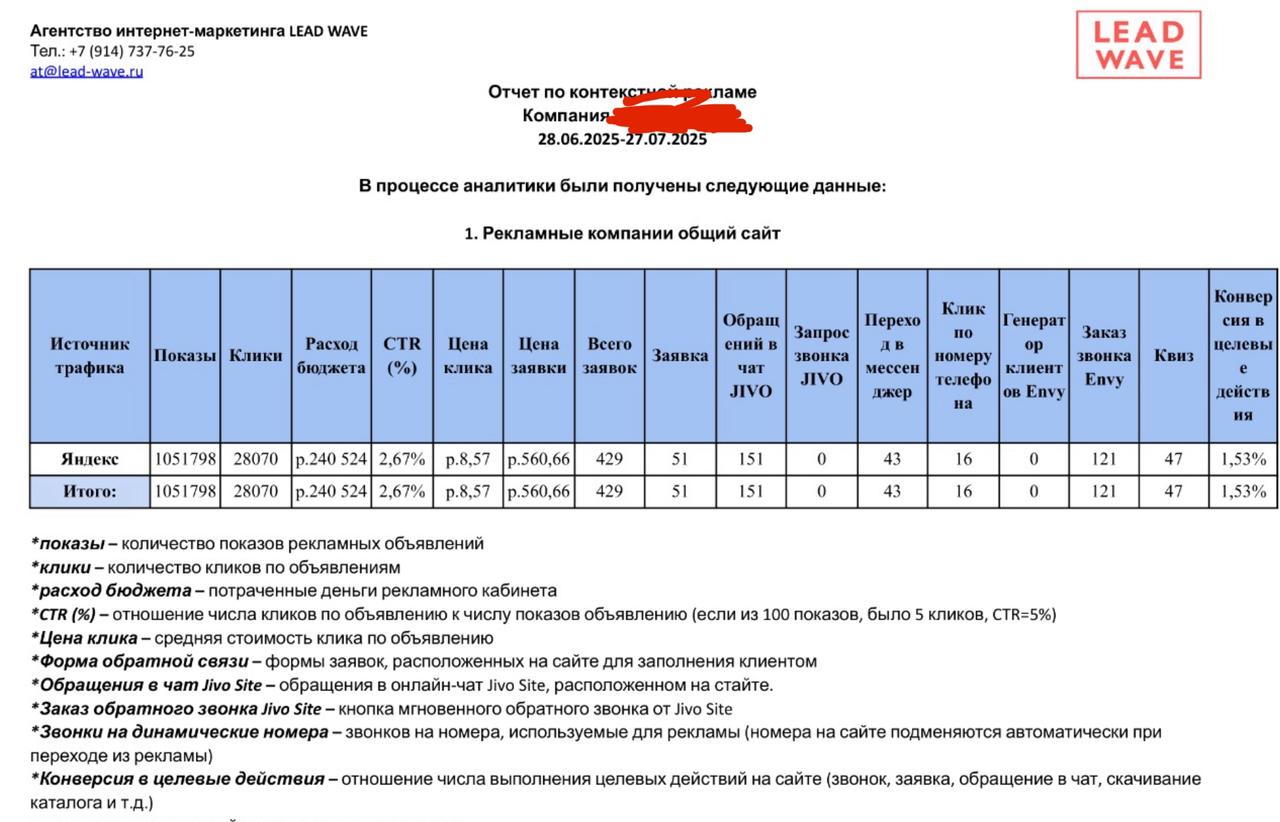 Агентство интернет-маркетинга LEAD WAVE
Тел.: +7 (914) 737-76-25
at@lead-wave.ru
LEAD
WAVE
Отчет по контекстной рекламе
Компания
28.06.2025-27.07.2025
В процессе аналитики были получены следующие данные:
1. Рекламные компании общий сайт
Источник трафика | Показы | Клики | Расход бюджета | CTR (%) | Цена клика | Цена заявки | Всего заявок | Заявка | Обращений в чат JIVO | Запрос звонка JIVO | Переход в мессенджер | Клик по номеру телефона | Генератор клиентов Envy | Заказ звонка Envy | Квиз | Конверсия в целевые действия
Яндекс | 1051798 | 28070 | р.240 524 | 2,67% | р.8,57 | р.560,66 | 429 | 51 | 151 | 0 | 43 | 16 | 0 | 121 | 47 | 1,53%
Итого: | 1051798 | 28070 | р.240 524 | 2,67% | р.8,57 | р.560,66 | 429 | 51 | 151 | 0 | 43 | 16 | 0 | 121 | 47 | 1,53%
*показы – количество показов рекламных объявлений
*клики – количество кликов по объявлениям
*расход бюджета – потраченные деньги рекламного кабинета
*CTR (%) – отношение числа кликов по объявлению к числу показов объявления (если из 100 показов, было 5 кликов, CTR=5%)
*Цена клика – средняя стоимость клика по объявлению
*Форма обратной связи – формы заявок, расположенных на сайте для заполнения клиентом
*Обращения в чат Jivo Site – обращения в онлайн-чат Jivo Site, расположенном на стайте.
*Заказ обратного звонка Jivo Site – кнопка мгновенного обратного звонка от Jivo Site
*Звонки на динамические номера – звонков на номера, используемые для рекламы (номера на сайте подменяются автоматически при
переходе из рекламы)
*Конверсия в целевые действия – отношение числа выполнения целевых действий на сайте (звонок, заявка, обращение в чат, скачивание
каталога и т.д.)